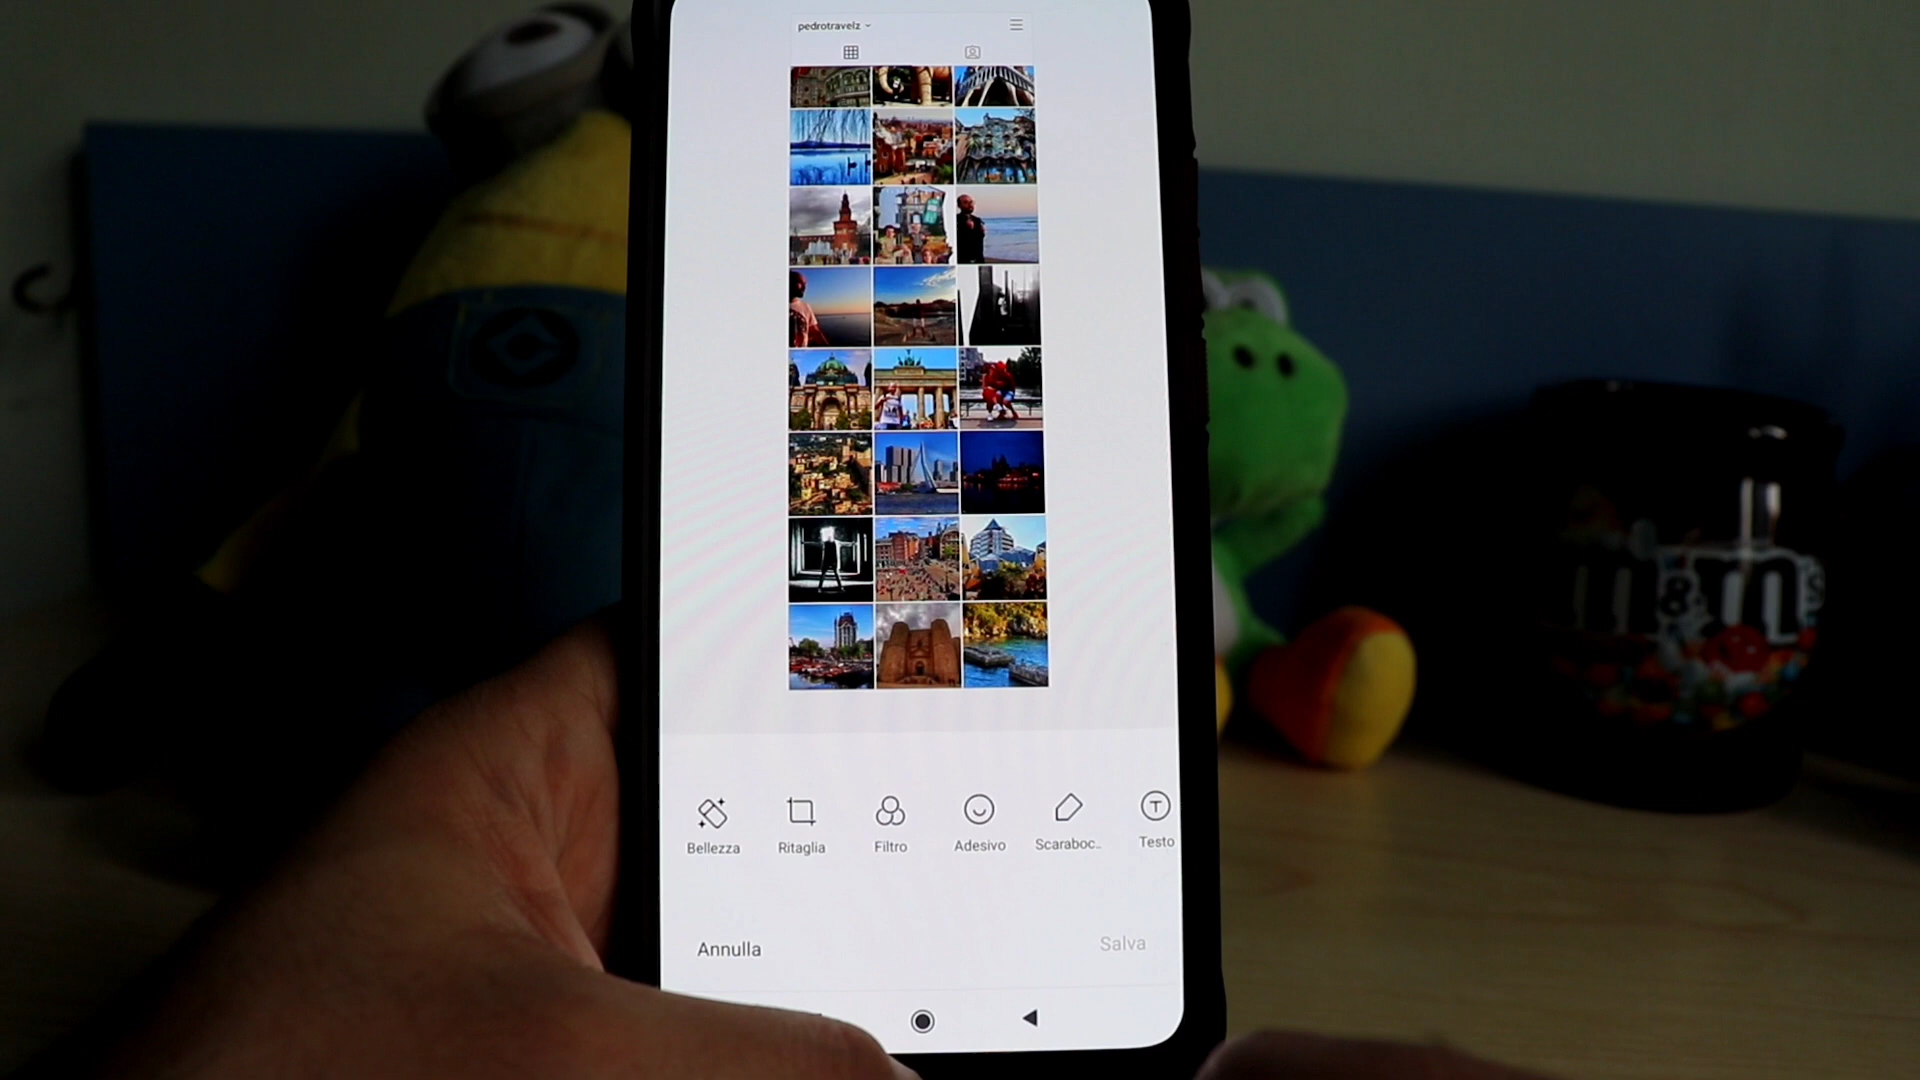 pedrotravelz
Bellezza
Ritaglia
Filtro
Adesivo
Scaraboc..
Testo
Annulla
Salva